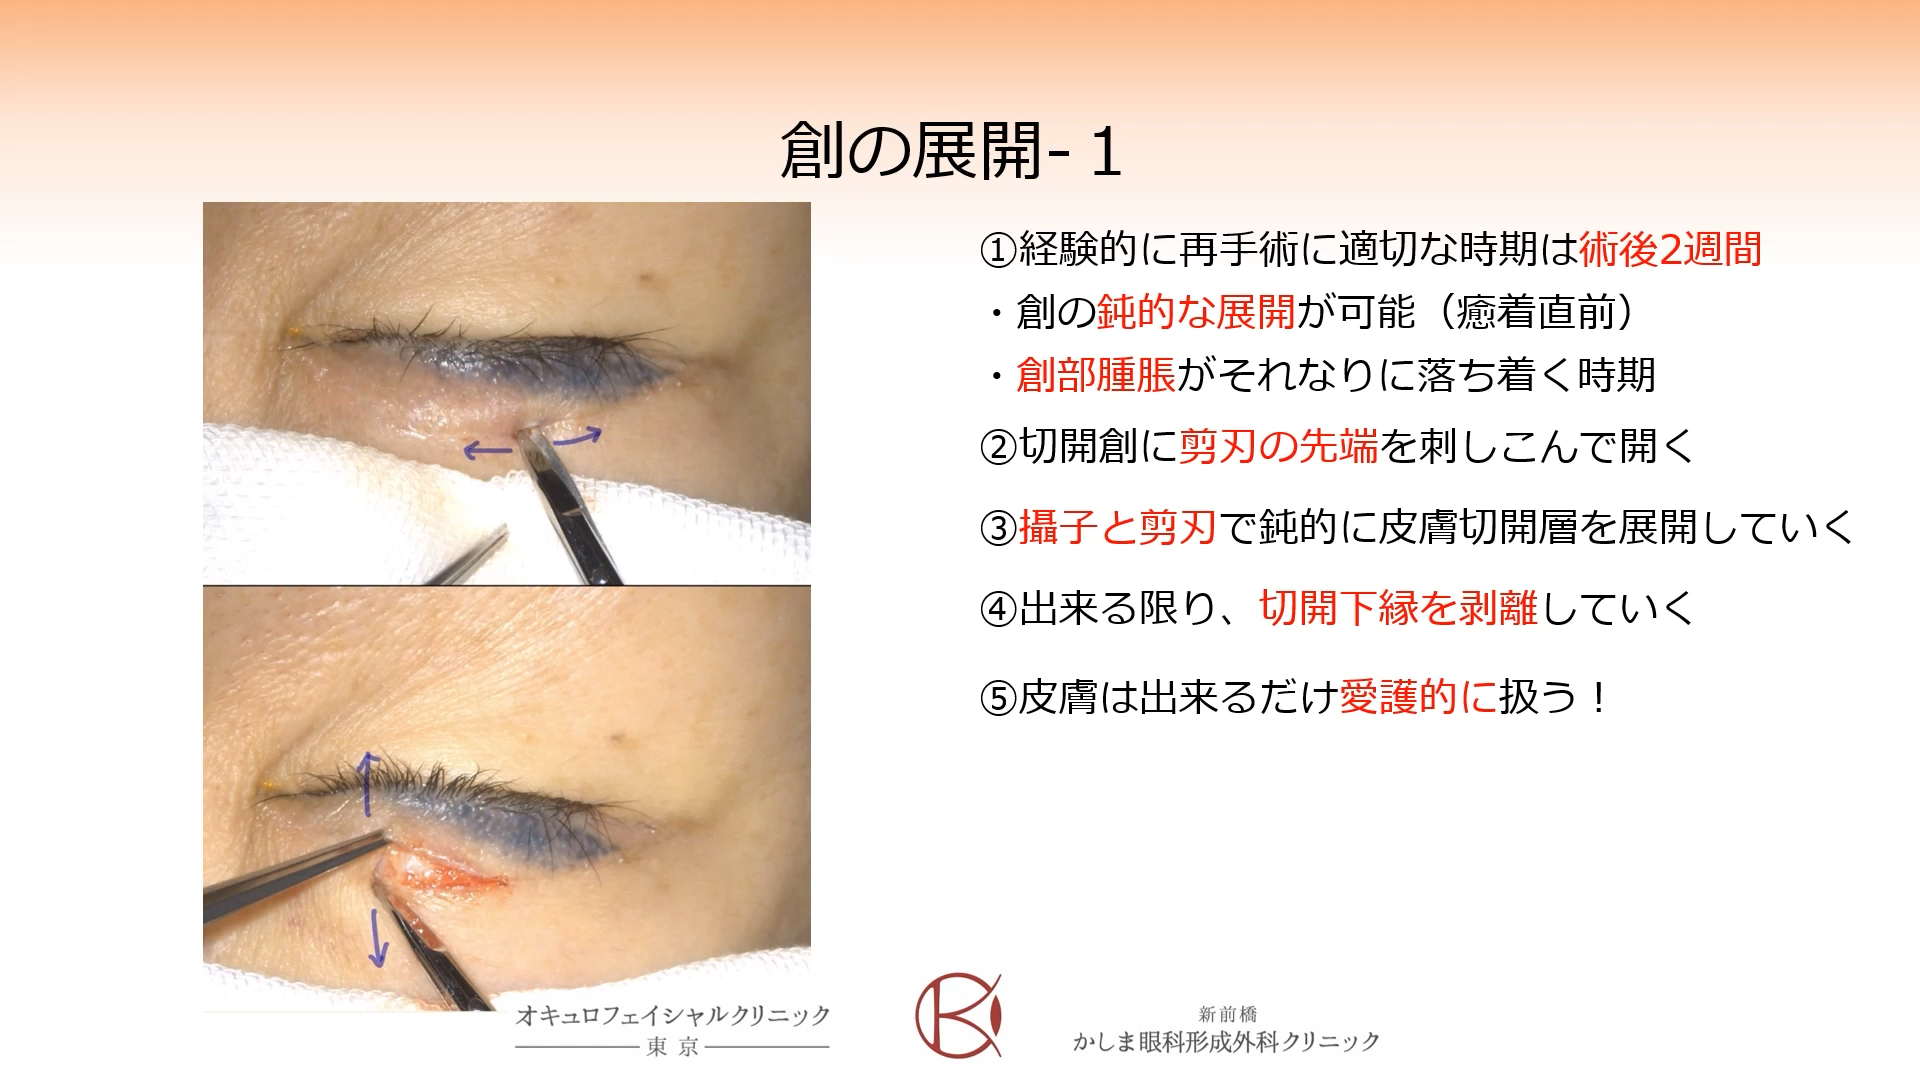 創の展開-１
①経験的に再手術に適切な時期は術後2週間
・創の鈍的な展開が可能（癒着直前）
・創部腫脹がそれなりに落ち着く時期
②切開創に剪刃の先端を刺しこんで開く
③攝子と剪刃で鈍的に皮膚切開層を展開していく
④出来る限り、切開下縁を剥離していく
⑤皮膚は出来るだけ愛護的に扱う！
オキュロフェイシャルクリニック
東京
新前橋
かしま眼科形成外科クリニック